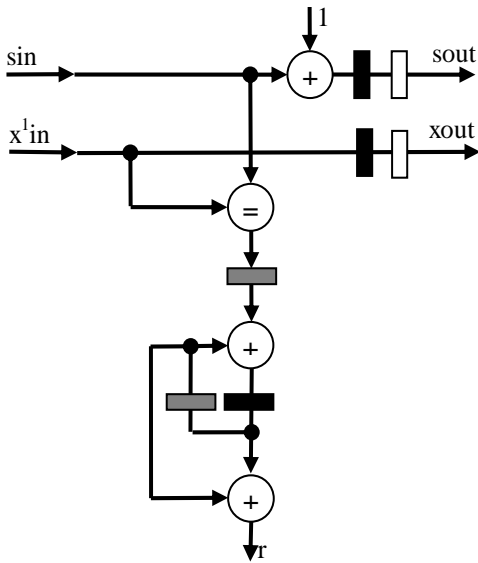 1
sin
sout
+
x¹in
xout
=
+
+
r